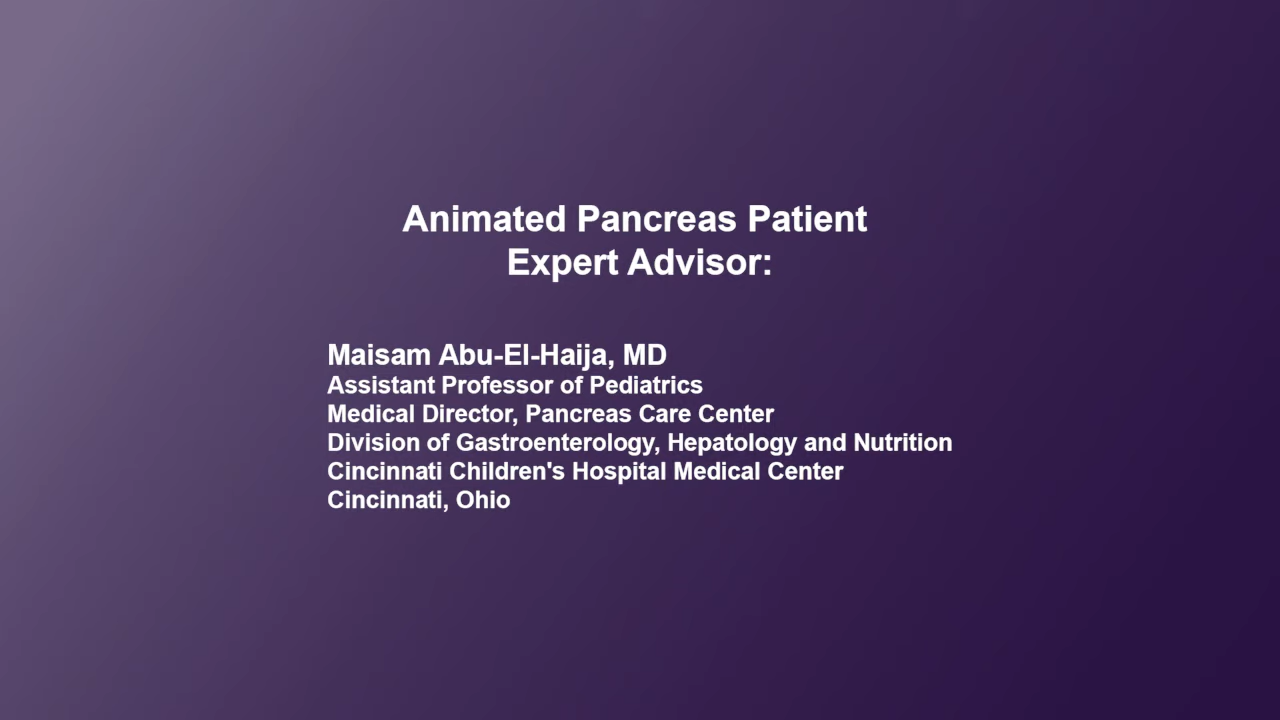 Animated Pancreas Patient
Expert Advisor:
Maisam Abu-El-Haija, MD
Assistant Professor of Pediatrics
Medical Director, Pancreas Care Center
Division of Gastroenterology, Hepatology and Nutrition
Cincinnati Children's Hospital Medical Center
Cincinnati, Ohio